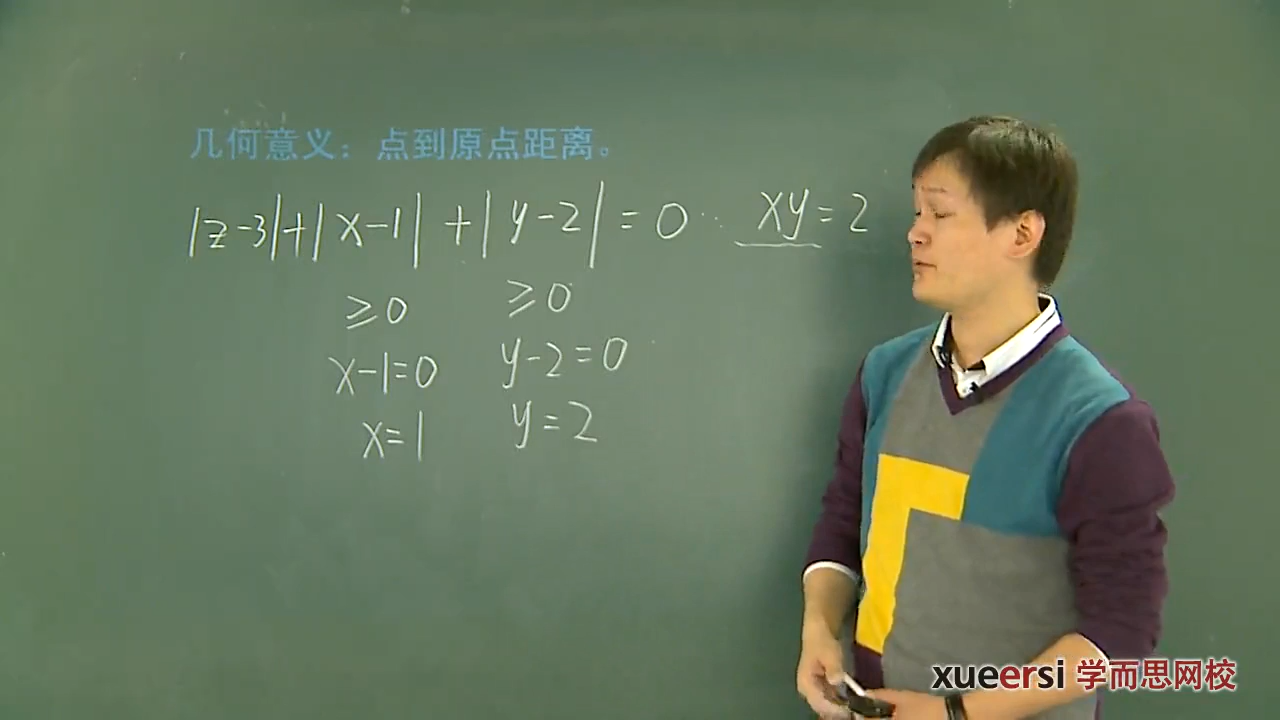 几何意义：点到原点距离。
|z-3|+|x-1|+|y-2|=0 xy=2
≥0 ≥0
x-1=0 y-2=0
x=1 y=2
xueersi 学而思网校